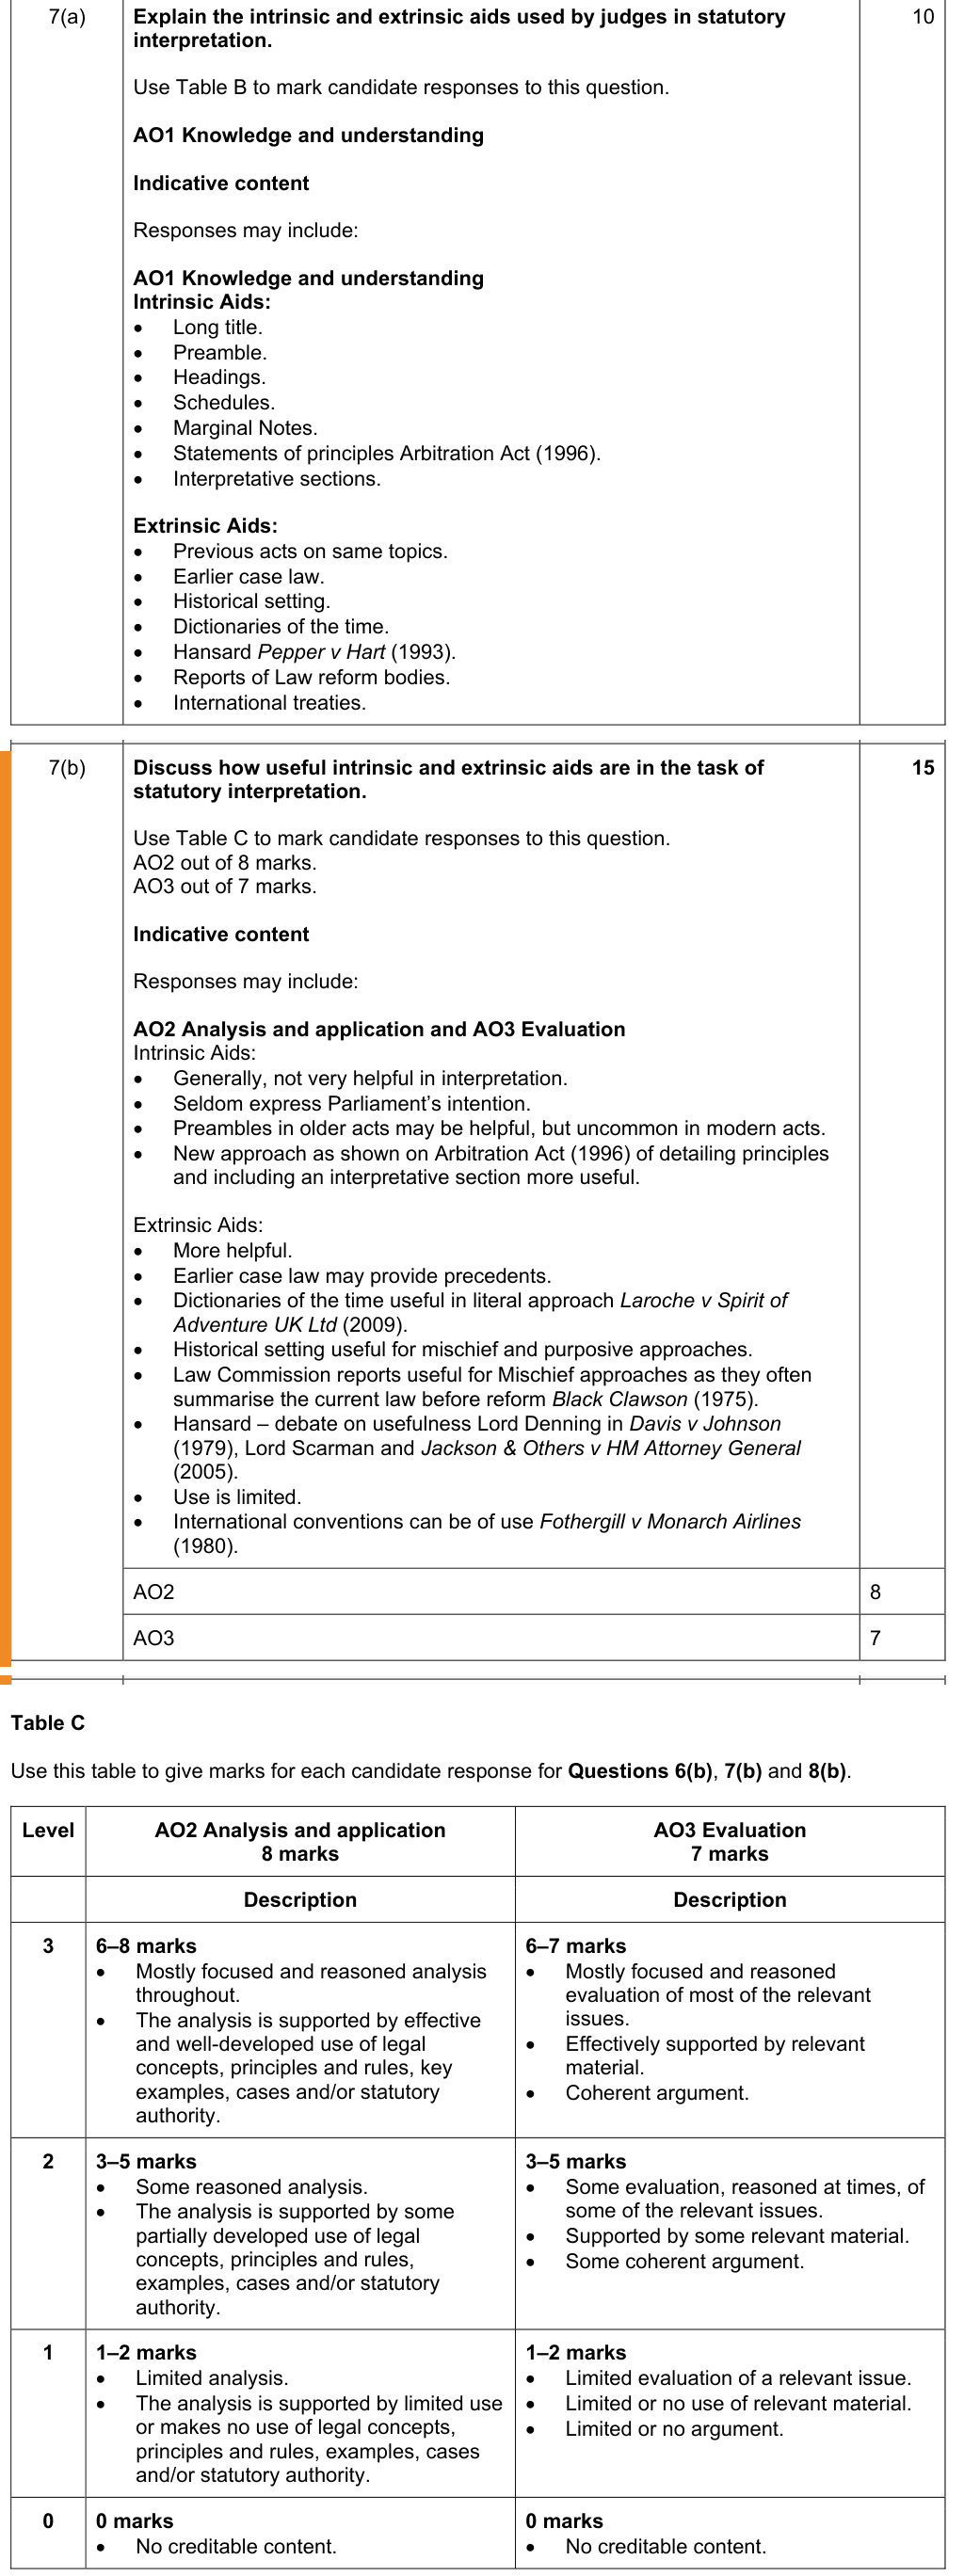 7(a)
Explain the intrinsic and extrinsic aids used by judges in statutory
interpretation.
10
Use Table B to mark candidate responses to this question.
AO1 Knowledge and understanding
Indicative content
Responses may include:
AO1 Knowledge and understanding
Intrinsic Aids:
• Long title.
• Preamble.
• Headings.
• Schedules.
• Marginal Notes.
• Statements of principles Arbitration Act (1996).
• Interpretative sections.
Extrinsic Aids:
• Previous acts on same topics.
• Earlier case law.
• Historical setting.
• Dictionaries of the time.
• Hansard Pepper v Hart (1993).
• Reports of Law reform bodies.
• International treaties.
7(b)
Discuss how useful intrinsic and extrinsic aids are in the task of
statutory interpretation.
15
Use Table C to mark candidate responses to this question.
AO2 out of 8 marks.
AO3 out of 7 marks.
Indicative content
Responses may include:
AO2 Analysis and application and AO3 Evaluation
Intrinsic Aids:
• Generally, not very helpful in interpretation.
• Seldom express Parliament’s intention.
• Preambles in older acts may be helpful, but uncommon in modern acts.
• New approach as shown on Arbitration Act (1996) of detailing principles
and including an interpretative section more useful.
Extrinsic Aids:
• More helpful.
• Earlier case law may provide precedents.
• Dictionaries of the time useful in literal approach Laroche v Spirit of
Adventure UK Ltd (2009).
• Historical setting useful for mischief and purposive approaches.
• Law Commission reports useful for Mischief approaches as they often
summarise the current law before reform Black Clawson (1975).
• Hansard – debate on usefulness Lord Denning in Davis v Johnson
(1979), Lord Scarman and Jackson & Others v HM Attorney General
(2005).
• Use is limited.
• International conventions can be of use Fothergill v Monarch Airlines
(1980).
AO2 8
AO3 7
Table C
Use this table to give marks for each candidate response for Questions 6(b), 7(b) and 8(b).
Level
AO2 Analysis and application
8 marks
AO3 Evaluation
7 marks
Description
Description
3
6–8 marks
• Mostly focused and reasoned analysis
throughout.
• The analysis is supported by effective
and well-developed use of legal
concepts, principles and rules, key
examples, cases and/or statutory
authority.
6–7 marks
• Mostly focused and reasoned
evaluation of most of the relevant
issues.
• Effectively supported by relevant
material.
• Coherent argument.
2
3–5 marks
• Some reasoned analysis.
• The analysis is supported by some
partially developed use of legal
concepts, principles and rules,
examples, cases and/or statutory
authority.
3–5 marks
• Some evaluation, reasoned at times, of
some of the relevant issues.
• Supported by some relevant material.
• Some coherent argument.
1
1–2 marks
• Limited analysis.
• The analysis is supported by limited use
or makes no use of legal concepts,
principles and rules, examples, cases
and/or statutory authority.
1–2 marks
• Limited evaluation of a relevant issue.
• Limited or no use of relevant material.
• Limited or no argument.
0
0 marks
• No creditable content.
0 marks
• No creditable content.